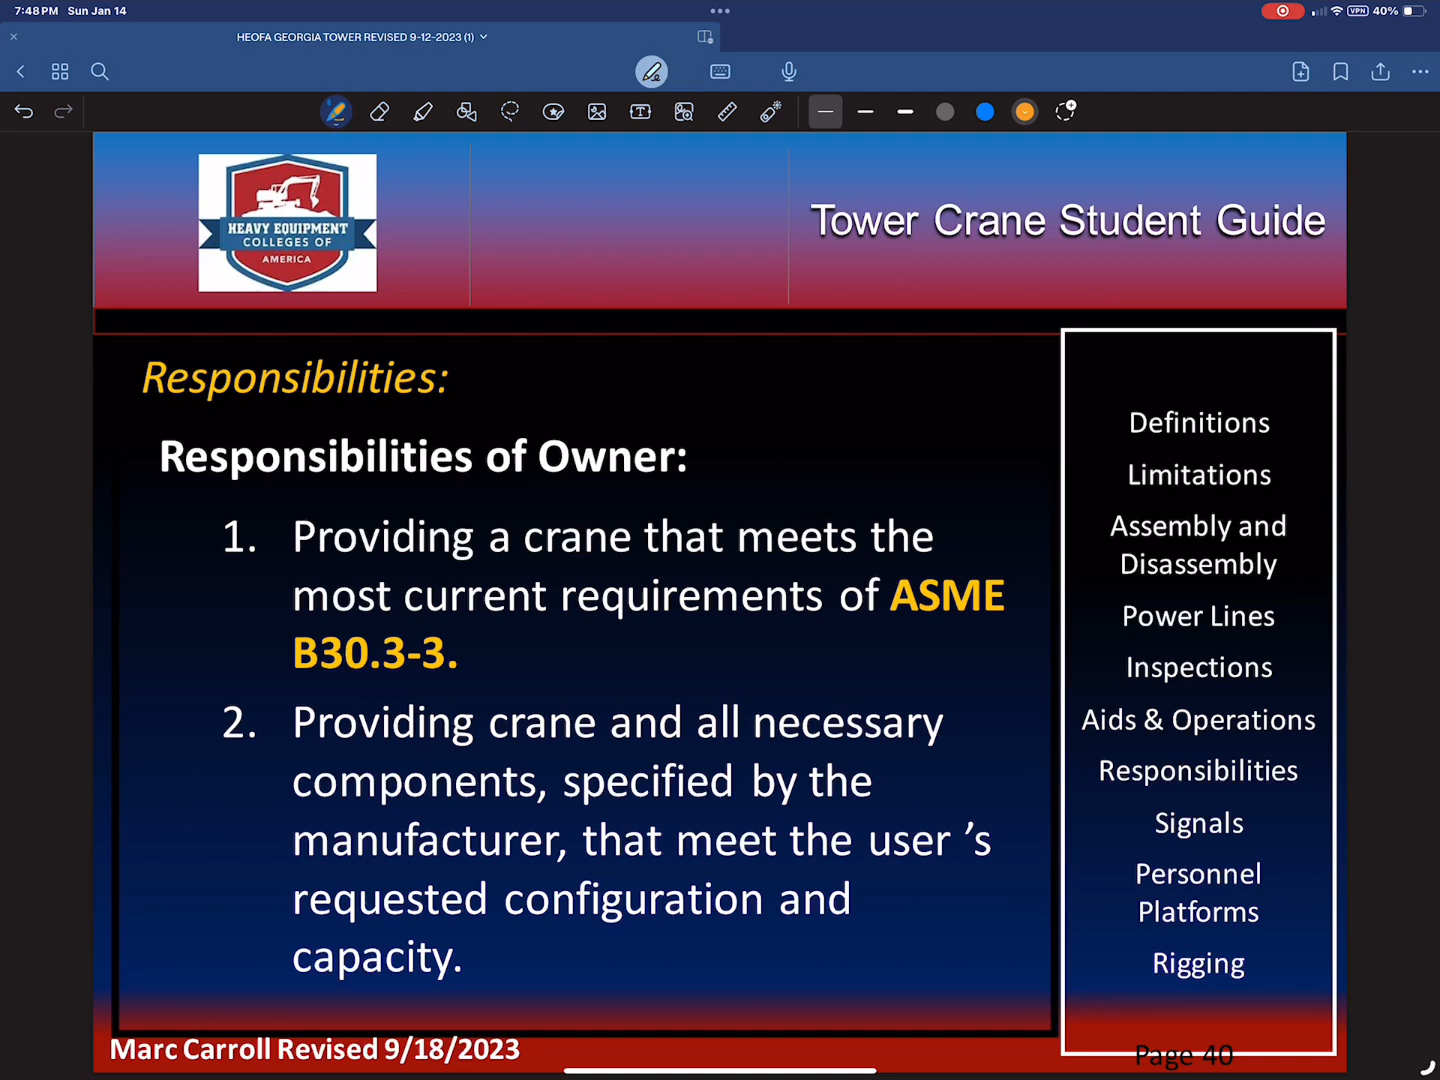 7:48 PM Sun Jan 14
VPN 40%
HEOFA GEORGIA TOWER REVISED 9-12-2023 (1)
HEAVY EQUIPMENT
COLLEGES OF
AMERICA
Tower Crane Student Guide
Responsibilities:
Responsibilities of Owner:
1. Providing a crane that meets the
most current requirements of ASME
B30.3-3.
2. Providing crane and all necessary
components, specified by the
manufacturer, that meet the user ’s
requested configuration and
capacity.
Definitions
Limitations
Assembly and
Disassembly
Power Lines
Inspections
Aids & Operations
Responsibilities
Signals
Personnel
Platforms
Rigging
Marc Carroll Revised 9/18/2023
Page 40